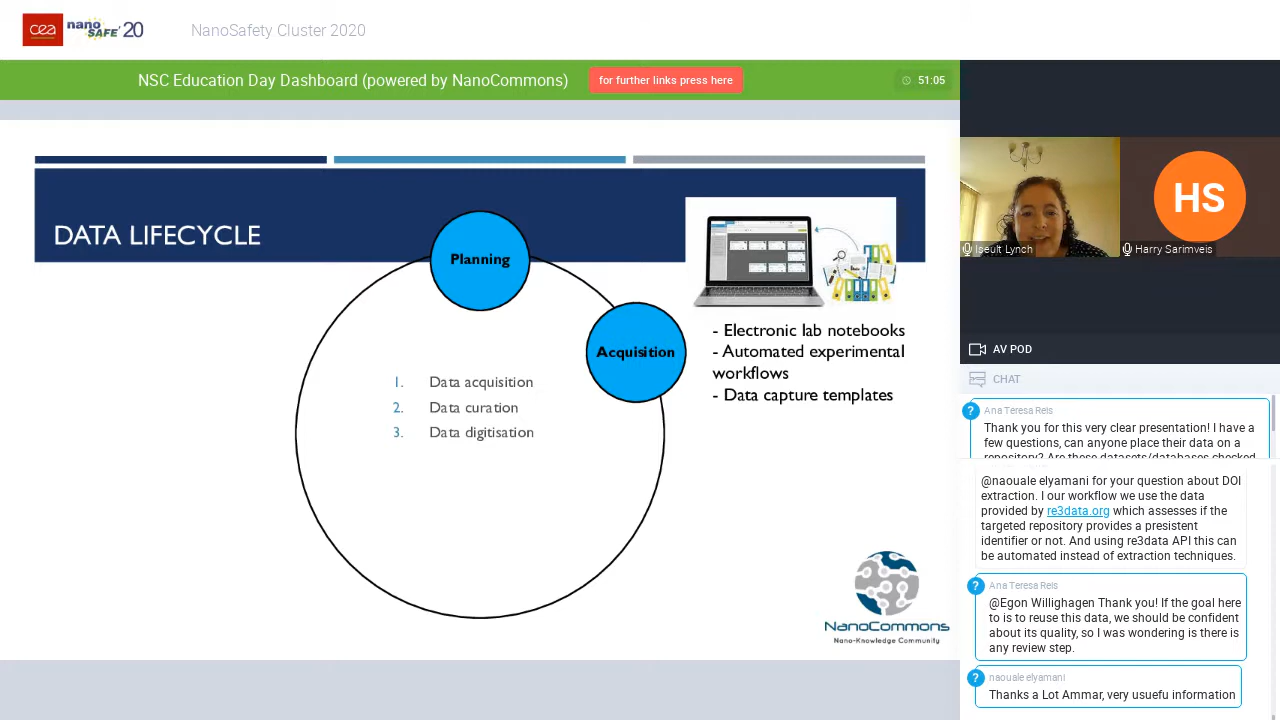 cea nano SAFE' 20
NanoSafety Cluster 2020
NSC Education Day Dashboard (powered by NanoCommons)
for further links press here
51:05
DATA LIFECYCLE
Planning
Acquisition
- Electronic lab notebooks
- Automated experimental
workflows
- Data capture templates
1. Data acquisition
2. Data curation
3. Data digitisation
NanoCommons
Nano-Knowledge Community
HS
Iseult Lynch
Harry Sarimveis
AV POD
CHAT
? Ana Teresa Reis
Thank you for this very clear presentation! I have a
few questions, can anyone place their data on a
repository? Are these datasets/databases checked
@naouale elyamani for your question about DOI
extraction. I our workflow we use the data
provided by re3data.org which assesses if the
targeted repository provides a presistent
identifier or not. And using re3data API this can
be automated instead of extraction techniques.
? Ana Teresa Reis
@Egon Willighagen Thank you! If the goal here
to is to reuse this data, we should be confident
about its quality, so I was wondering is there is
any review step.
? naouale elyamani
Thanks a Lot Ammar, very usuefu information